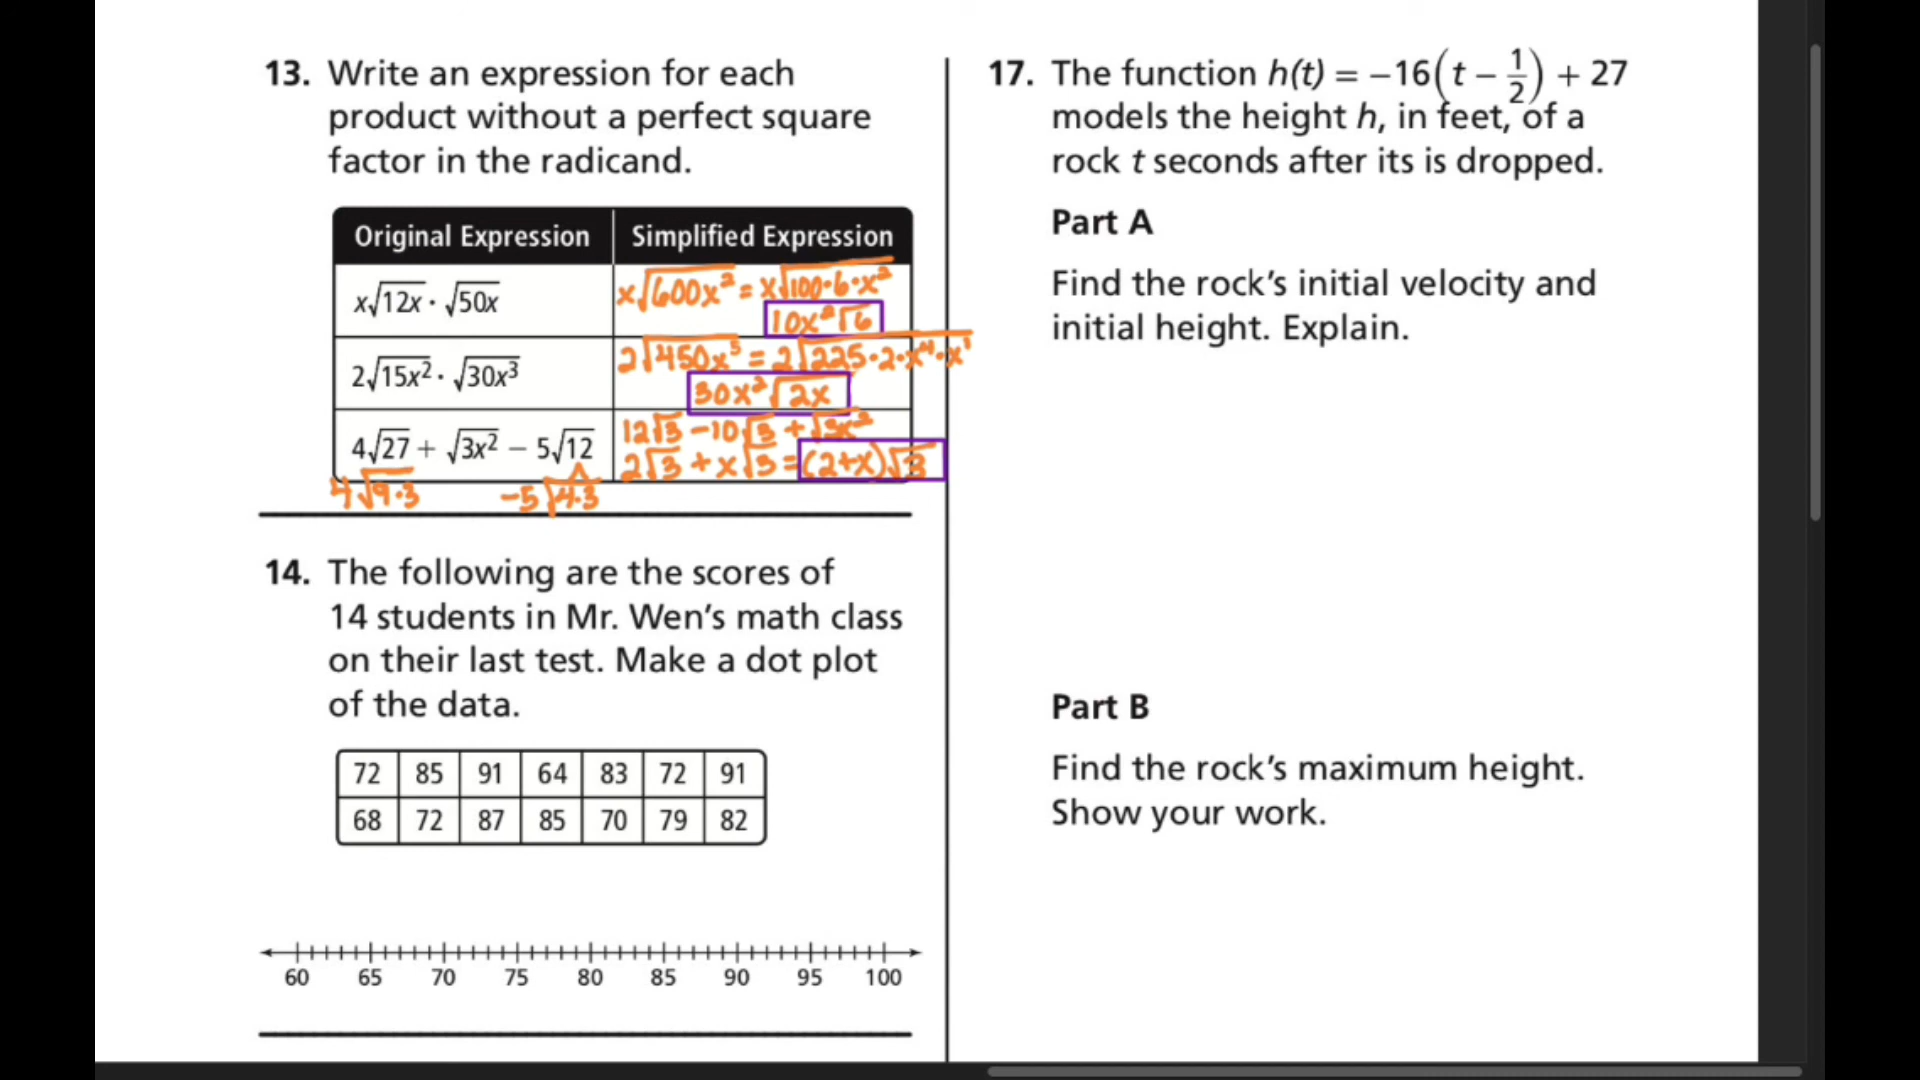 13. Write an expression for each
product without a perfect square
factor in the radicand.
Original Expression Simplified Expression
x√12x · √50x x√600x² = x√100·6·x²
10x²√6
2√15x² · √30x³ 2√450x⁵ = 2√225·2·x⁴·x¹
30x²√2x
4√27 + √3x² − 5√12 12√3 −10√3 + √3x²
2√3 + x√3 = (2+x)√3
4√9·3 −5√4·3
14. The following are the scores of
14 students in Mr. Wen’s math class
on their last test. Make a dot plot
of the data.
72 85 91 64 83 72 91
68 72 87 85 70 79 82
60 65 70 75 80 85 90 95 100
17. The function h(t) = −16(t − 1/2) + 27
models the height h, in feet, of a
rock t seconds after its is dropped.
Part A
Find the rock’s initial velocity and
initial height. Explain.
Part B
Find the rock’s maximum height.
Show your work.